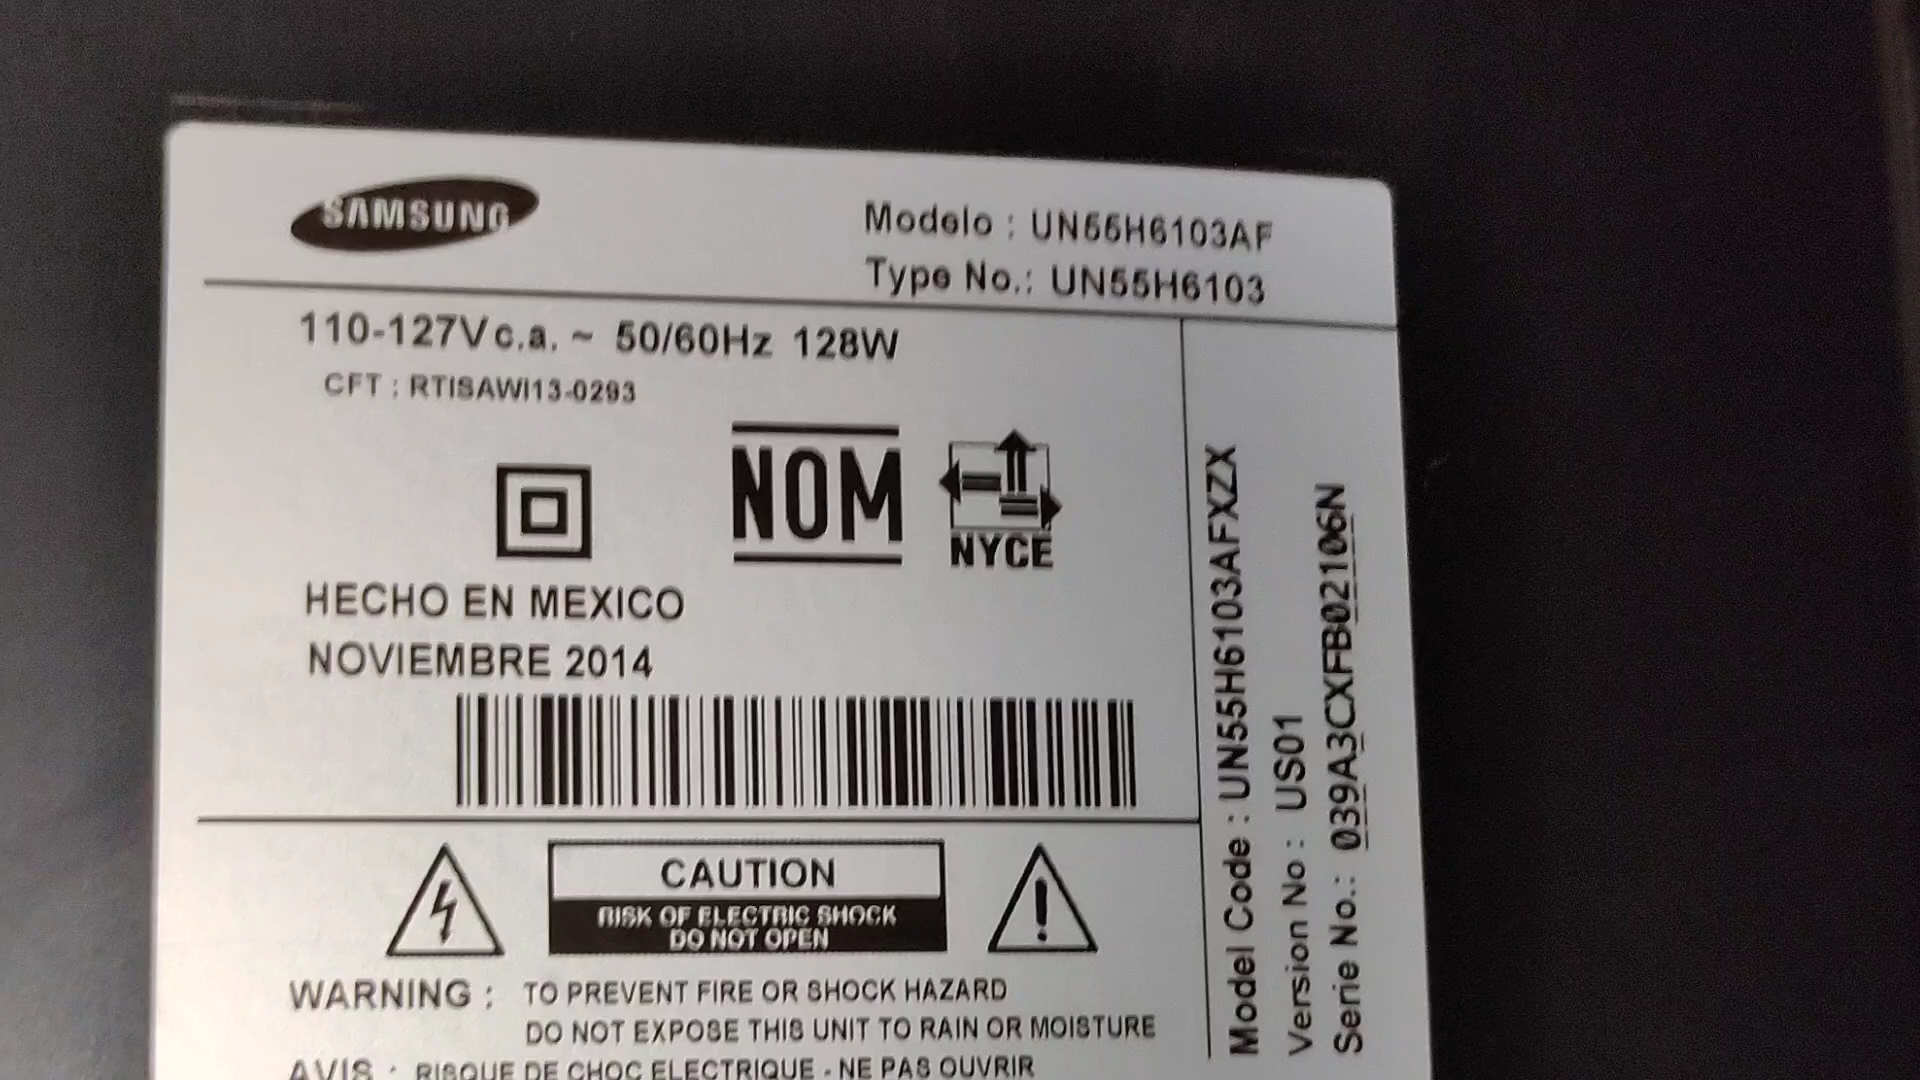 SAMSUNG
Modelo : UN55H6103AF
Type No.: UN55H6103
110-127V c.a. ~ 50/60Hz 128W
CFT : RTISAWI13-0293
NOM
NYCE
HECHO EN MEXICO
NOVIEMBRE 2014
CAUTION
RISK OF ELECTRIC SHOCK
DO NOT OPEN
WARNING : TO PREVENT FIRE OR SHOCK HAZARD
DO NOT EXPOSE THIS UNIT TO RAIN OR MOISTURE
AVIS : RISQUE DE CHOC ELECTRIQUE - NE PAS OUVRIR
Model Code : UN55H6103AFXZX
Version No : US01
Serie No.: 039A3CXFB02106N